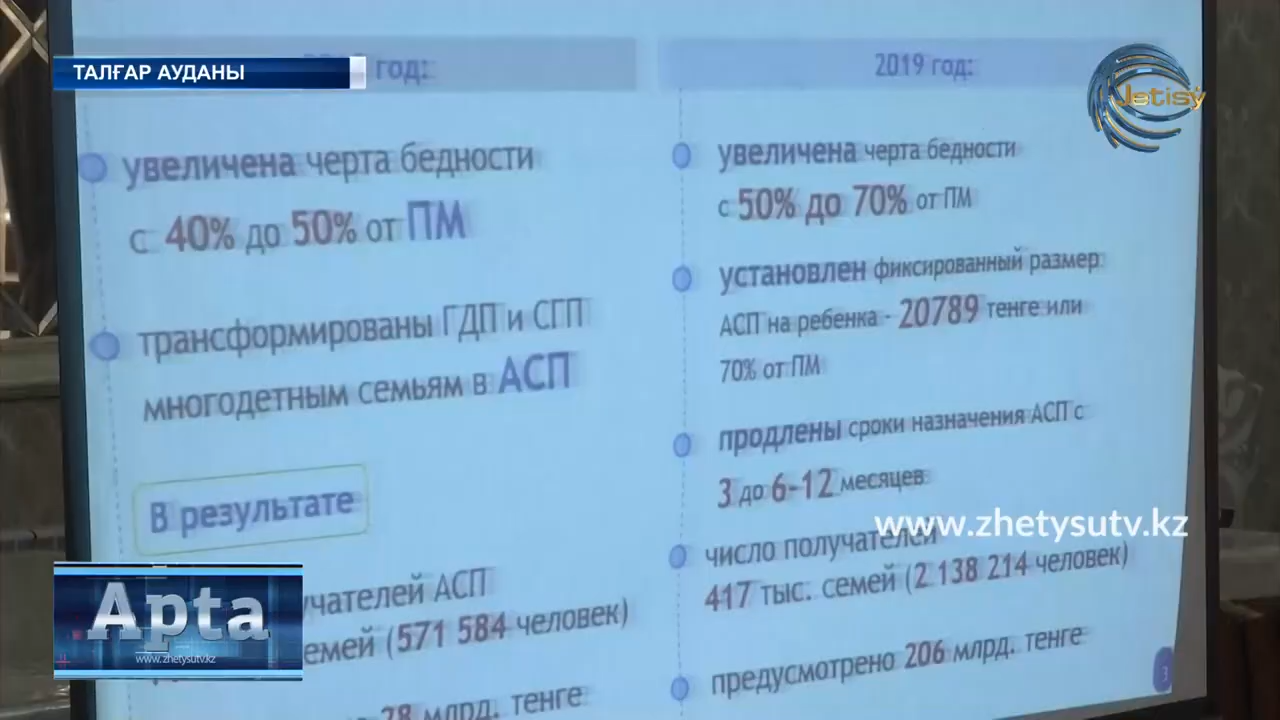 ТАЛҒАР АУДАНЫ
год:
увеличена черта бедности
с 40% до 50% от ПМ
трансформированы ГДП и СГП
многодетным семьям в АСП
В результате
АСП
(571 584 человек)
28 млрд. тенге
2019 год:
увеличена черта бедности
с 50% до 70% от ПМ
установлен фиксированный размер:
АСП на ребенка - 20789 тенге или
70% от ПМ
продлены сроки назначения АСП с
3 до 6-12 месяцев
число получателей
417 тыс. семей (2 138 214 человек)
предусмотрено 206 млрд. тенге
3
Jetisý
www.zhetysutv.kz
Apta
www.zhetysutv.kz